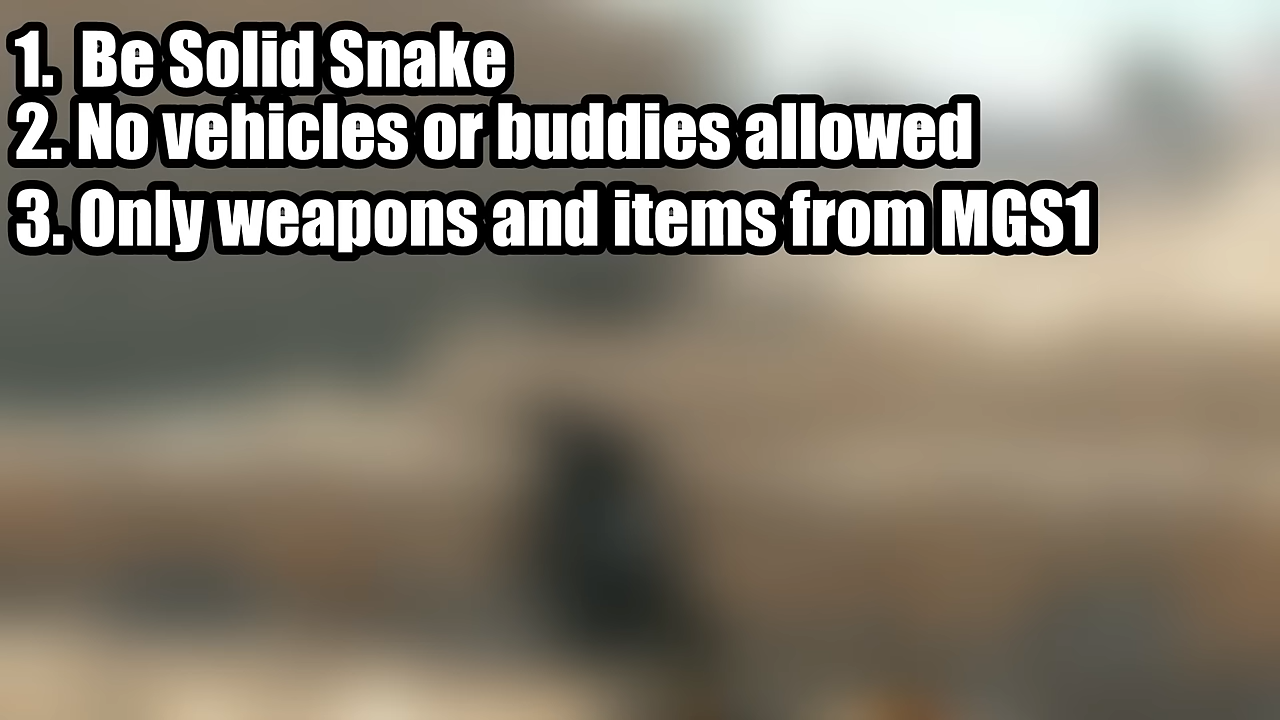 1. Be Solid Snake
2. No vehicles or buddies allowed
3. Only weapons and items from MGS1